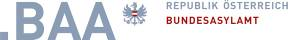 .BAA
REPUBLIK ÖSTERREICH
BUNDESASYLAMT